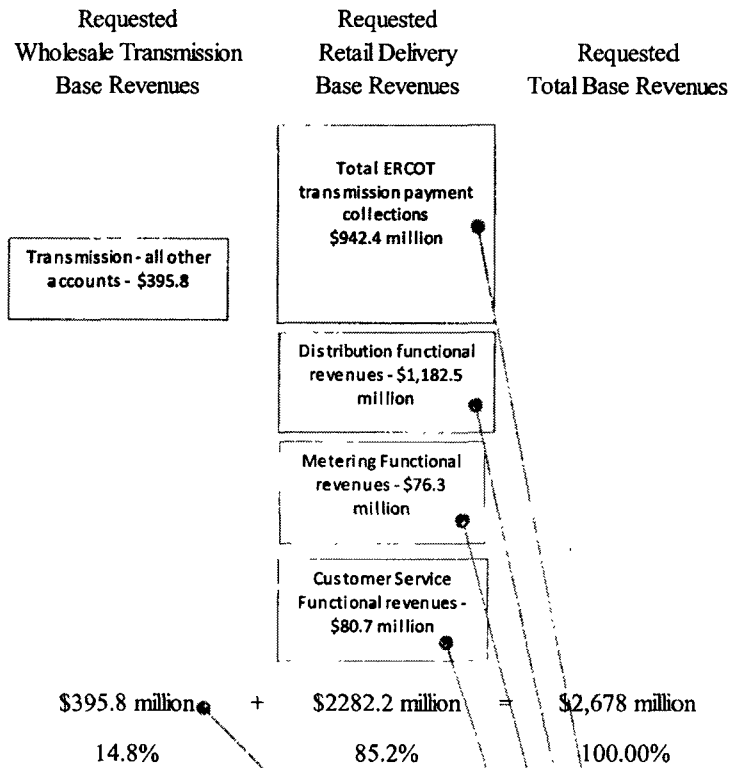 Requested
Wholesale Transmission
Base Revenues
Requested
Retail Delivery
Base Revenues
Requested
Total Base Revenues
Total ERCOT
transmission payment
collections
$942.4 million
Transmission - all other
accounts - $395.8
Distribution functional
revenues - $1,182.5
million
Metering Functional
revenues - $76.3
million
Customer Service
Functional revenues -
$80.7 million
$395.8 million + $2282.2 million = $2,678 million
14.8% 85.2% 100.00%